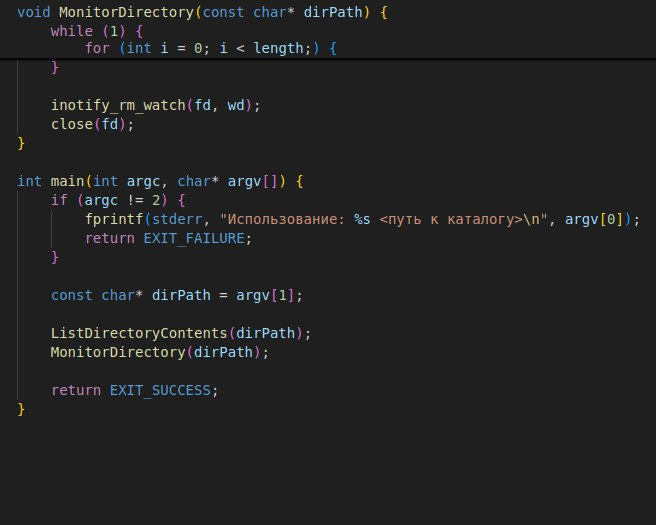 void MonitorDirectory(const char* dirPath) {
    while (1) {
        for (int i = 0; i < length;) {
    }

    inotify_rm_watch(fd, wd);
    close(fd);
}

int main(int argc, char* argv[]) {
    if (argc != 2) {
        fprintf(stderr, "Использование: %s <путь к каталогу>\n", argv[0]);
        return EXIT_FAILURE;
    }

    const char* dirPath = argv[1];

    ListDirectoryContents(dirPath);
    MonitorDirectory(dirPath);

    return EXIT_SUCCESS;
}